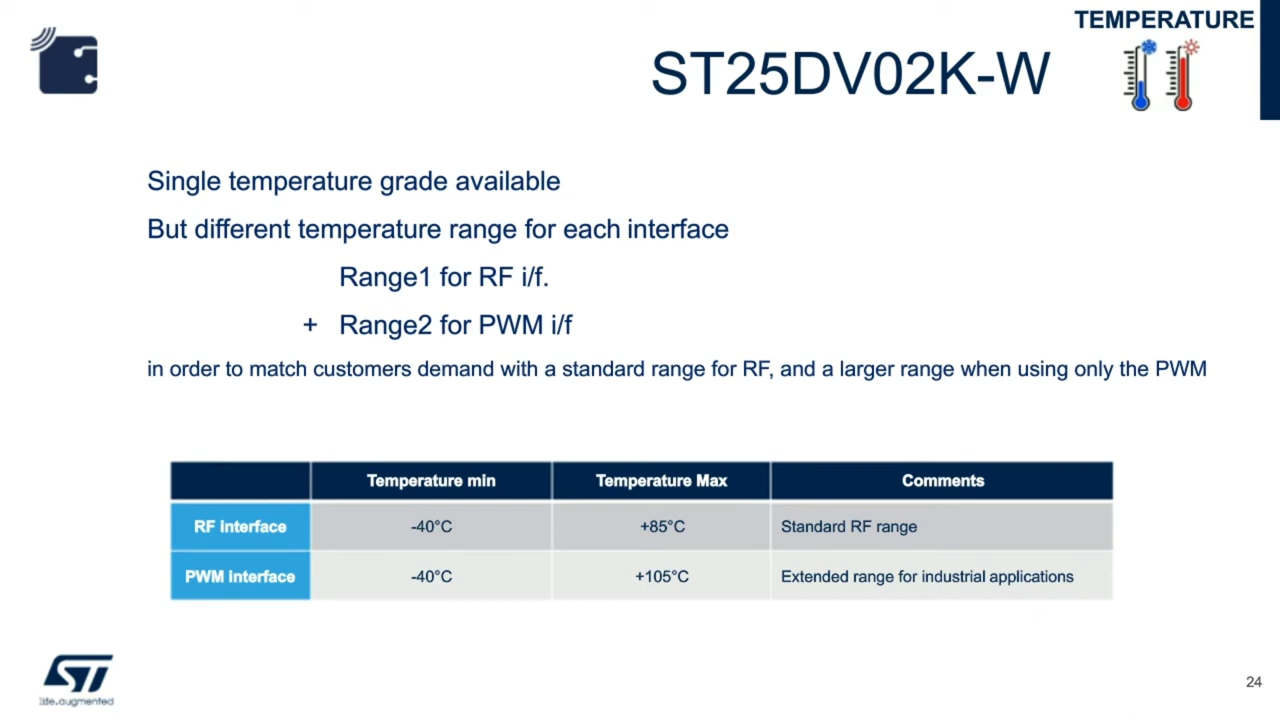 TEMPERATURE
ST25DV02K-W
Single temperature grade available
But different temperature range for each interface
Range1 for RF i/f.
+ Range2 for PWM i/f
in order to match customers demand with a standard range for RF, and a larger range when using only the PWM
Temperature min Temperature Max Comments
RF Interface -40°C +85°C Standard RF range
PWM Interface -40°C +105°C Extended range for industrial applications
ST
life.augmented
24